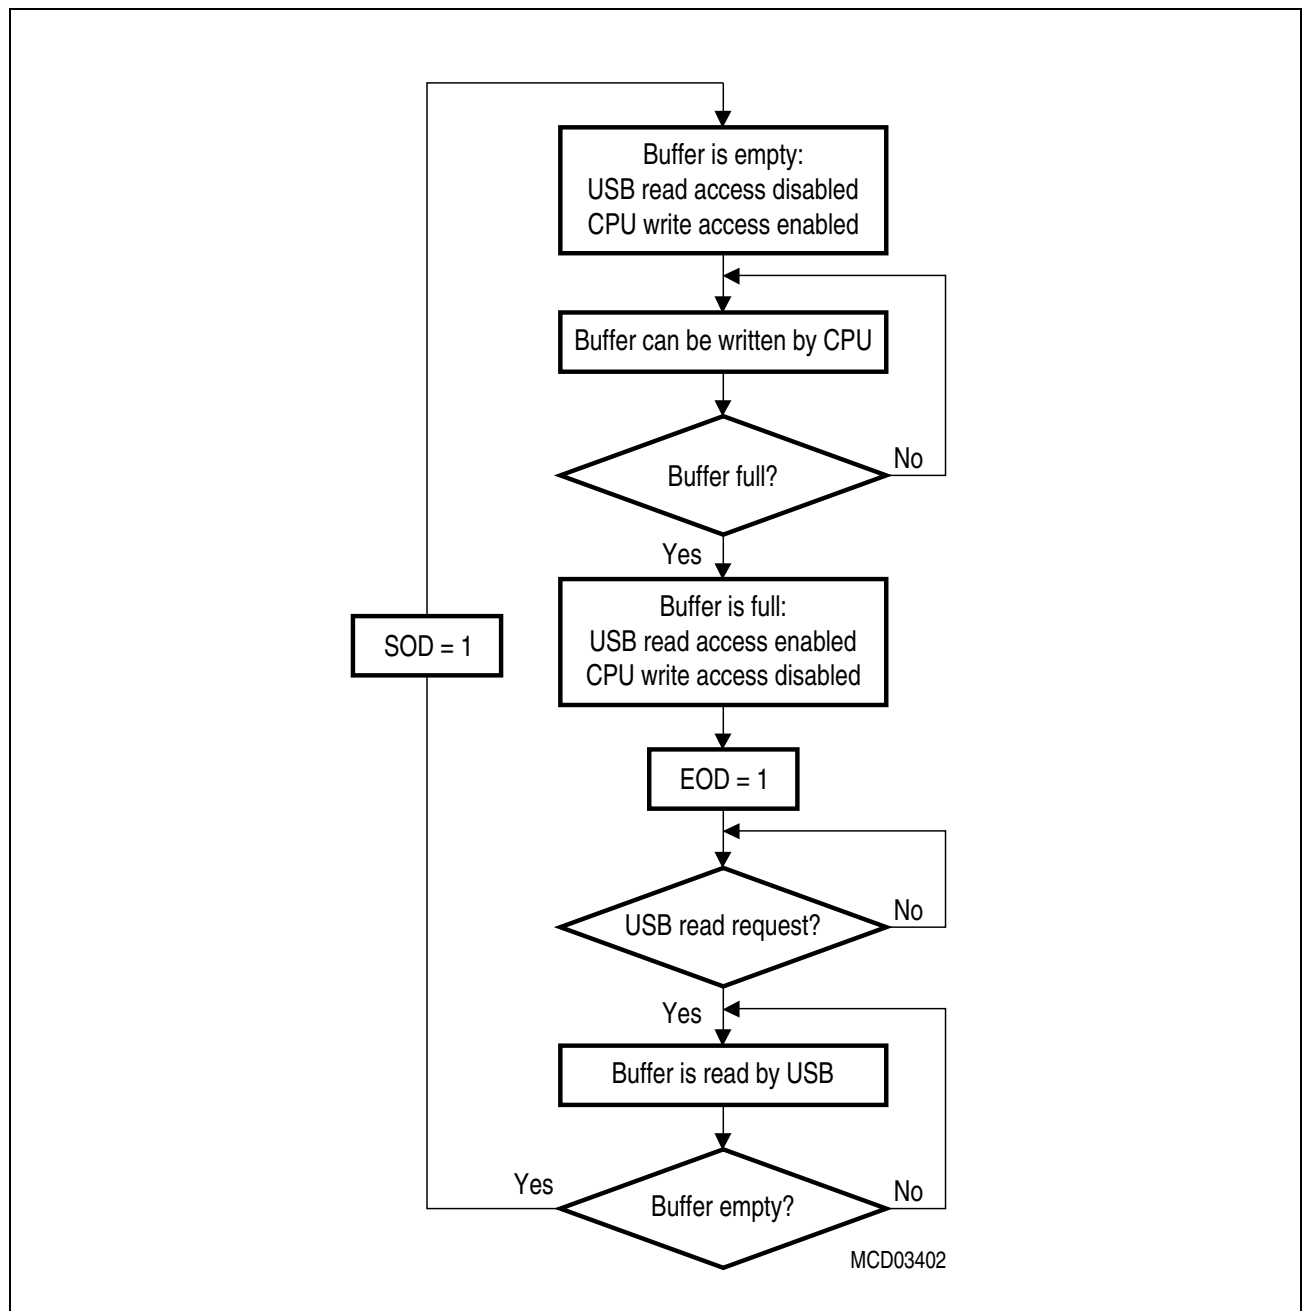 Buffer is empty:
USB read access disabled
CPU write access enabled
Buffer can be written by CPU
No
Buffer full?
Yes
Buffer is full:
USB read access enabled
CPU write access disabled
SOD = 1
EOD = 1
No
USB read request?
Yes
Buffer is read by USB
Yes
No
Buffer empty?
MCD03402